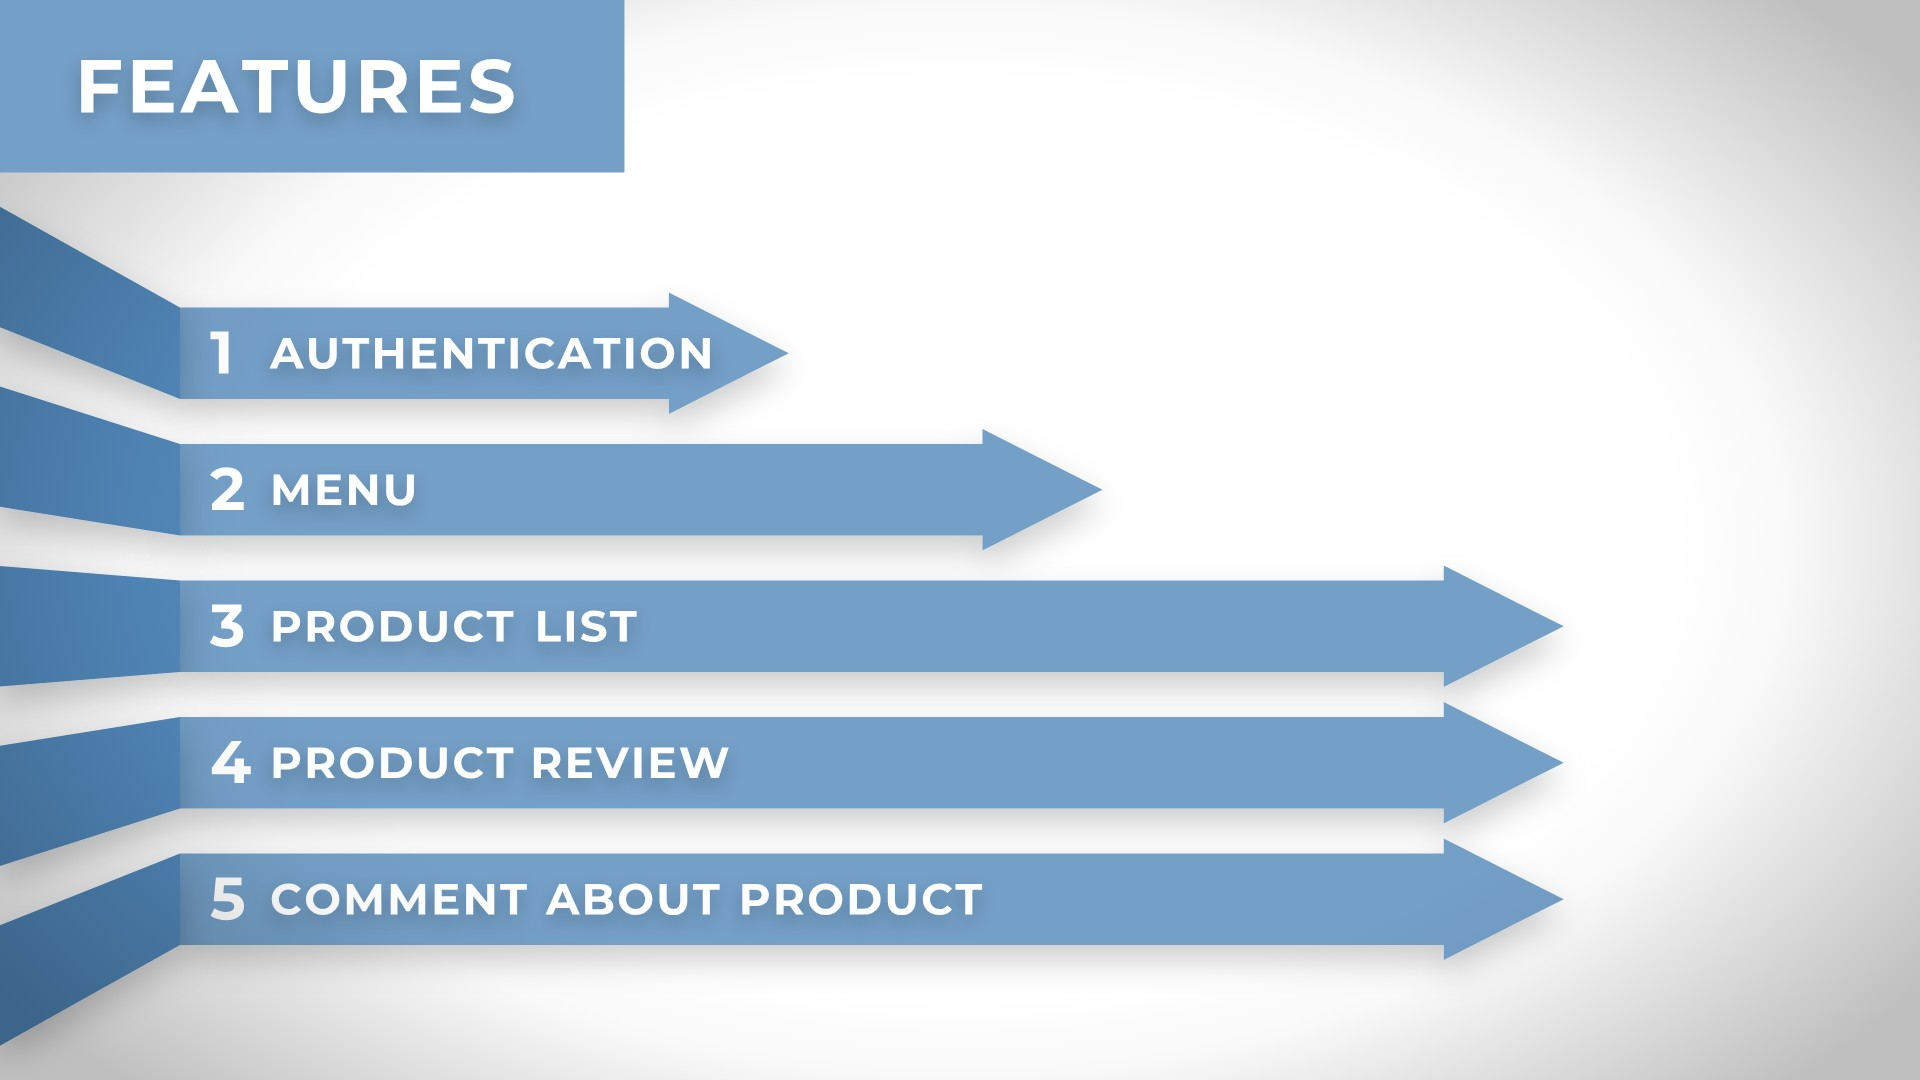 FEATURES
1 AUTHENTICATION
2 MENU
3 PRODUCT LIST
4 PRODUCT REVIEW
5 COMMENT ABOUT PRODUCT